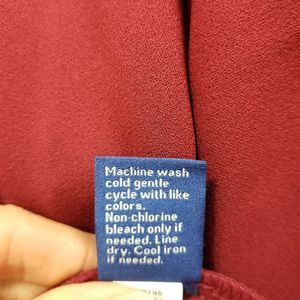 Machine wash
cold gentle
cycle with like
colors.
Non-chlorine
bleach only if
needed. Line
dry. Cool iron
if needed.